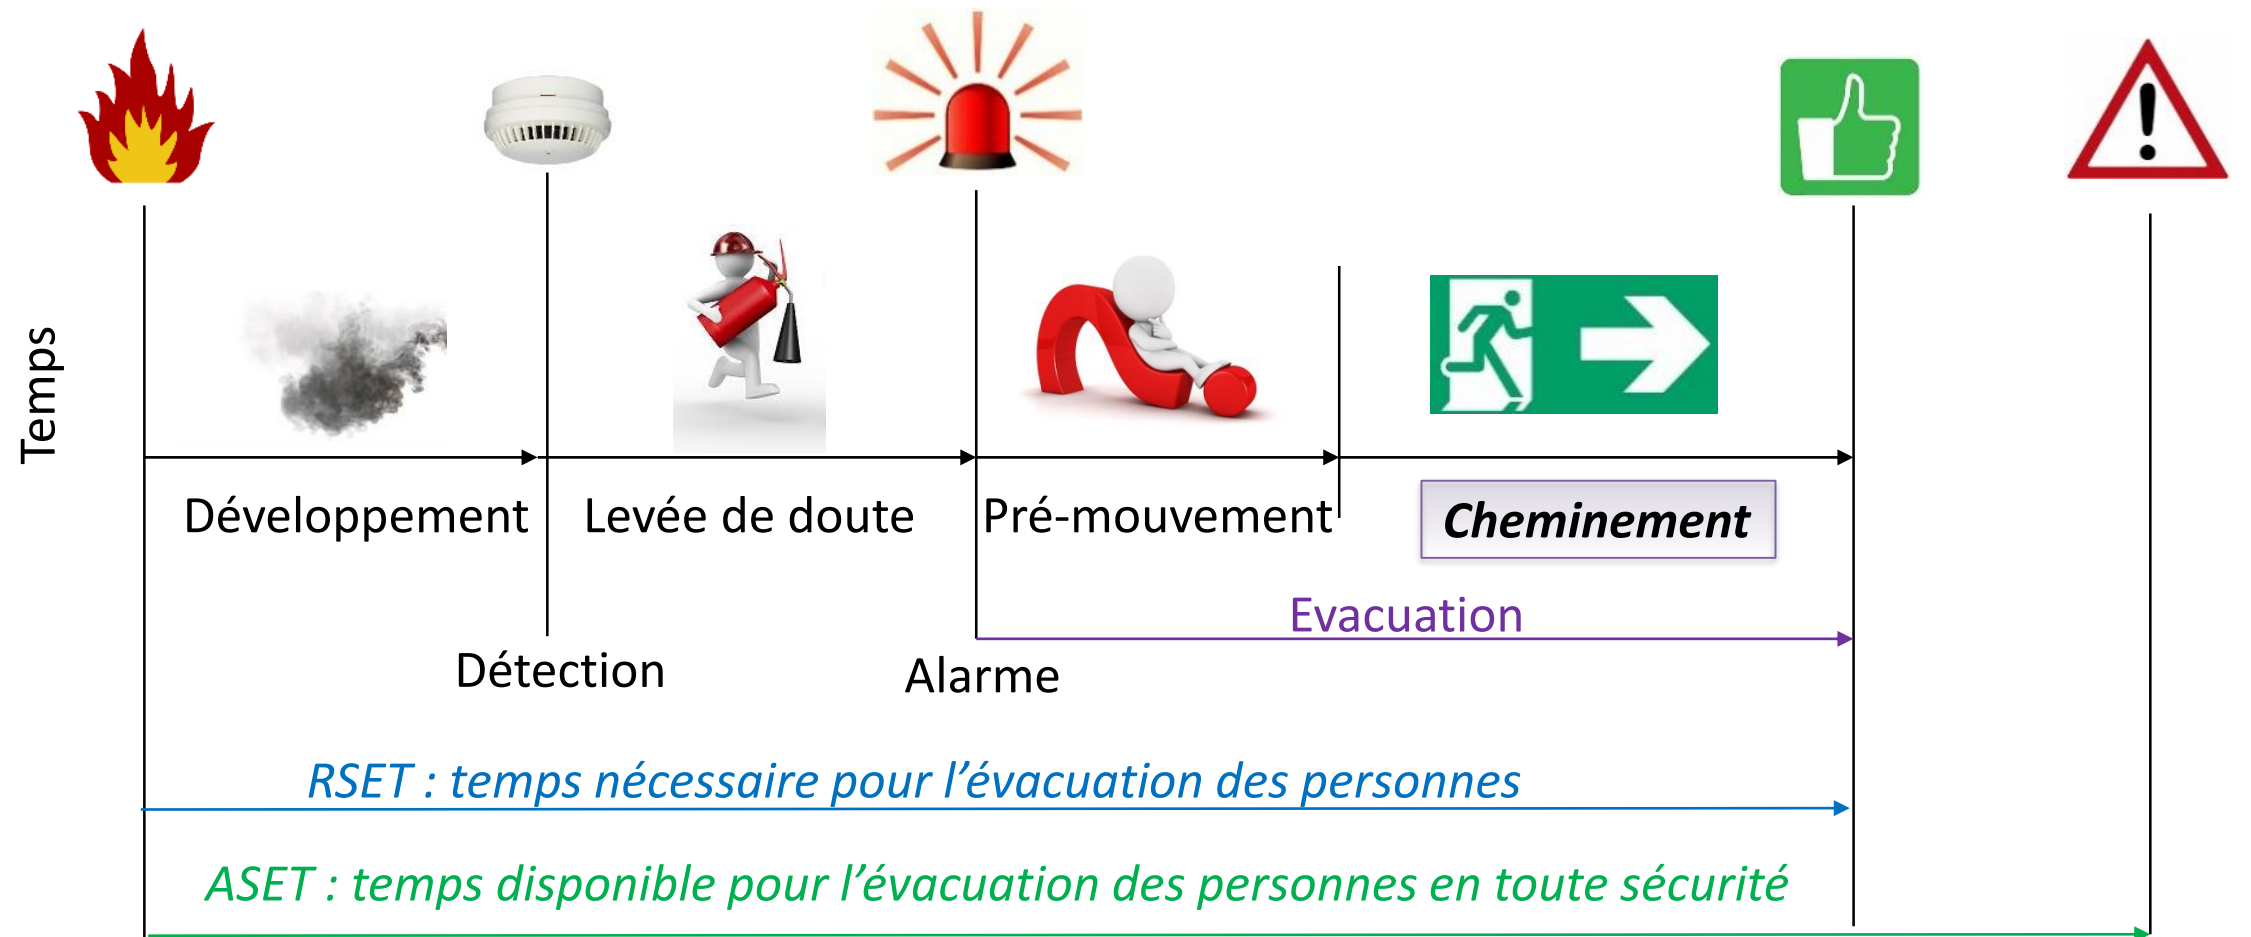 Temps
Développement
Levée de doute
Pré-mouvement
Cheminement
Evacuation
Détection
Alarme
RSET : temps nécessaire pour l’évacuation des personnes
ASET : temps disponible pour l’évacuation des personnes en toute sécurité